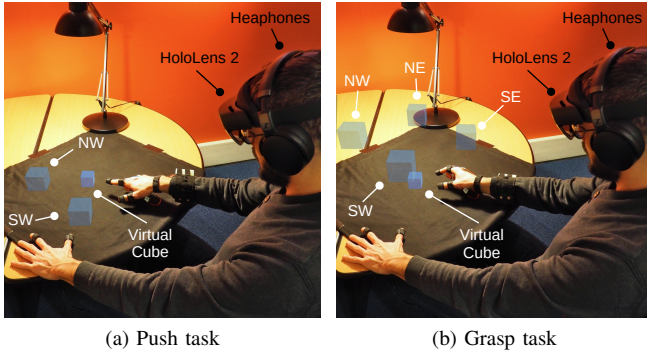 Heaphones
HoloLens 2
NW
SW
Virtual
Cube
(a) Push task
Heaphones
HoloLens 2
NE
NW
SE
SW
Virtual
Cube
(b) Grasp task